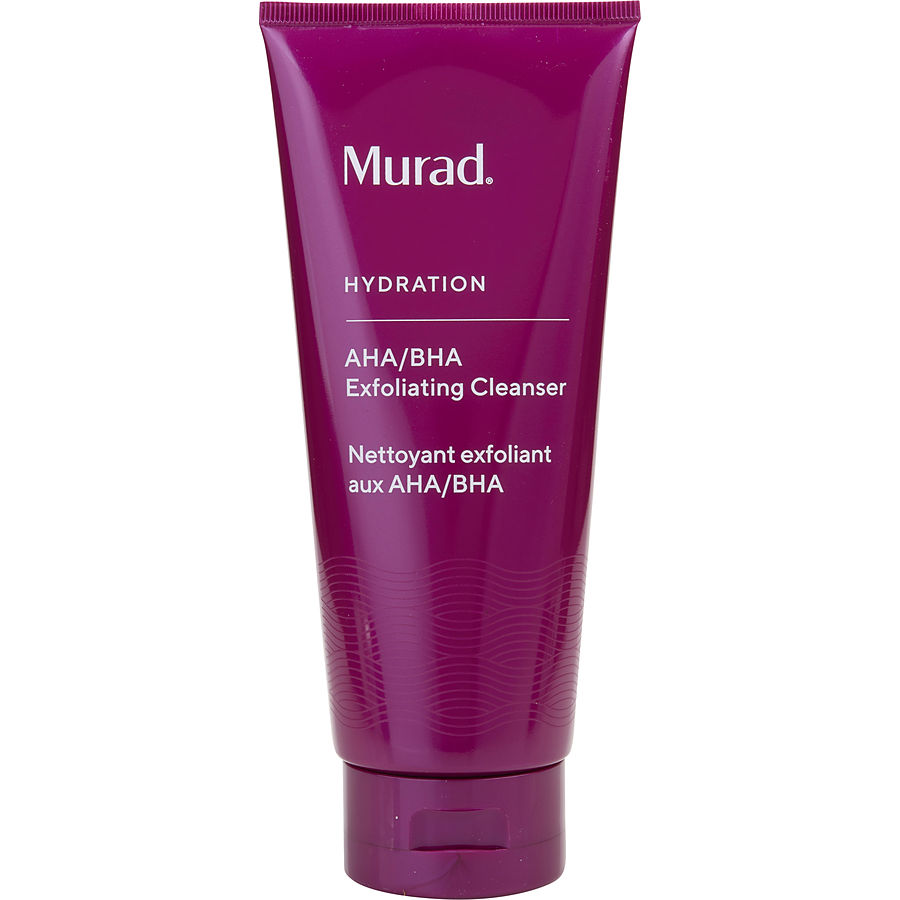 Murad®
HYDRATION
AHA/BHA
Exfoliating Cleanser
Nettoyant exfoliant
aux AHA/BHA